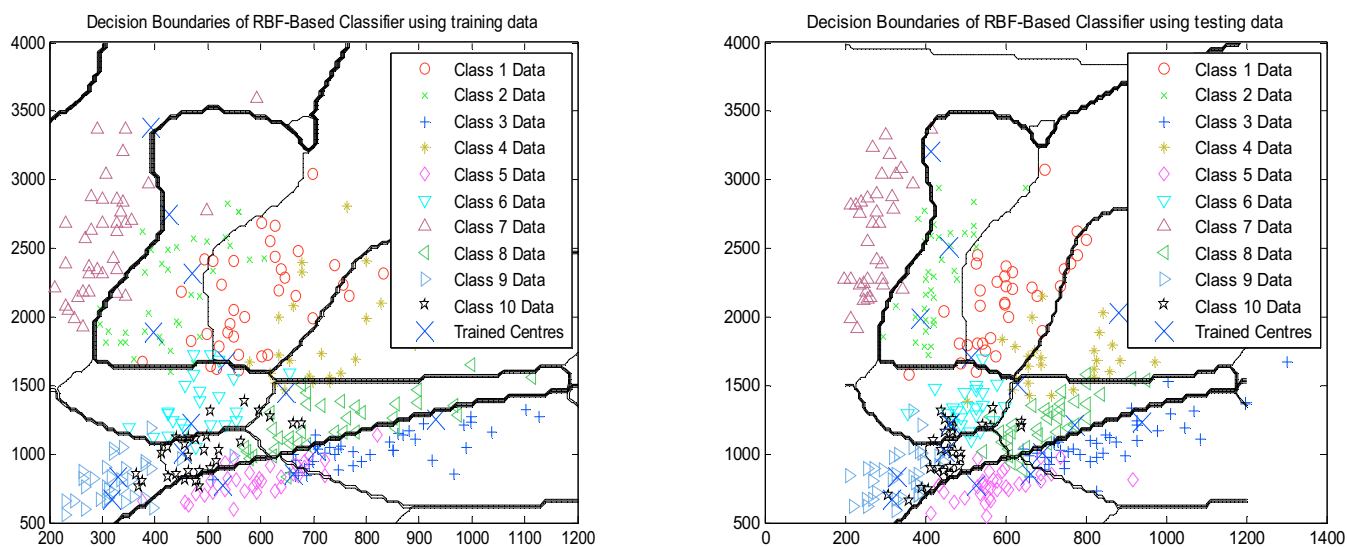 Decision Boundaries of RBF-Based Classifier using training data
4000
3500
3000
2500
2000
1500
1000
500
200 300 400 500 600 700 800 900 1000 1100 1200
Class 1 Data
Class 2 Data
Class 3 Data
Class 4 Data
Class 5 Data
Class 6 Data
Class 7 Data
Class 8 Data
Class 9 Data
Class 10 Data
Trained Centres
Decision Boundaries of RBF-Based Classifier using testing data
4000
3500
3000
2500
2000
1500
1000
500
0 200 400 600 800 1000 1200 1400
Class 1 Data
Class 2 Data
Class 3 Data
Class 4 Data
Class 5 Data
Class 6 Data
Class 7 Data
Class 8 Data
Class 9 Data
Class 10 Data
Trained Centres